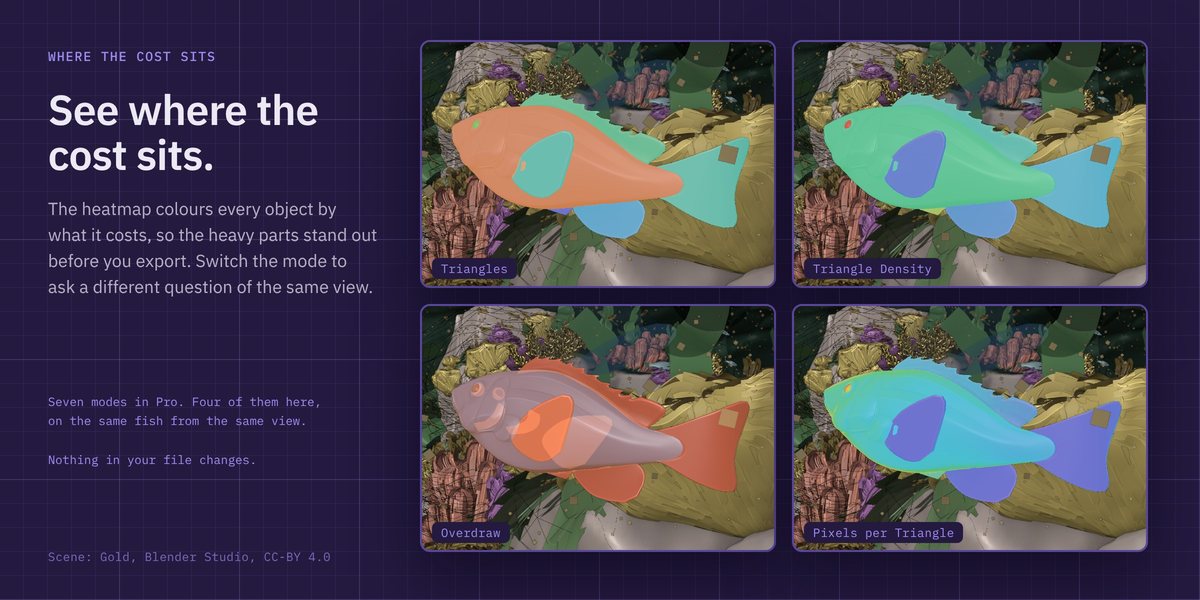 WHERE THE COST SITS
See where the
cost sits.
The heatmap colours every object by
what it costs, so the heavy parts stand out
before you export. Switch the mode to
ask a different question of the same view.
Seven modes in Pro. Four of them here,
on the same fish from the same view.
Nothing in your file changes.
Scene: Gold, Blender Studio, CC-BY 4.0
Triangles
Triangle Density
Overdraw
Pixels per Triangle